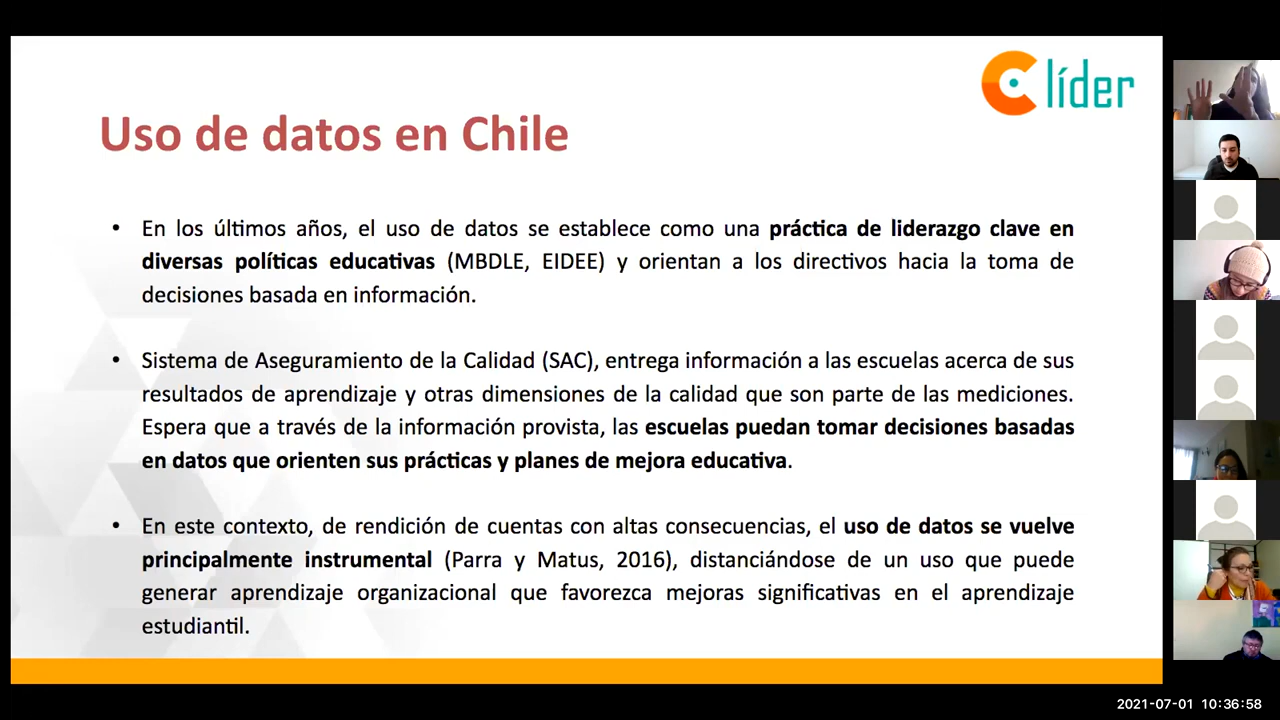 líder
Uso de datos en Chile
• En los últimos años, el uso de datos se establece como una práctica de liderazgo clave en
diversas políticas educativas (MBDLE, EIDEE) y orientan a los directivos hacia la toma de
decisiones basada en información.
• Sistema de Aseguramiento de la Calidad (SAC), entrega información a las escuelas acerca de sus
resultados de aprendizaje y otras dimensiones de la calidad que son parte de las mediciones.
Espera que a través de la información provista, las escuelas puedan tomar decisiones basadas
en datos que orienten sus prácticas y planes de mejora educativa.
• En este contexto, de rendición de cuentas con altas consecuencias, el uso de datos se vuelve
principalmente instrumental (Parra y Matus, 2016), distanciándose de un uso que puede
generar aprendizaje organizacional que favorezca mejoras significativas en el aprendizaje
estudiantil.
2021-07-01 10:36:58